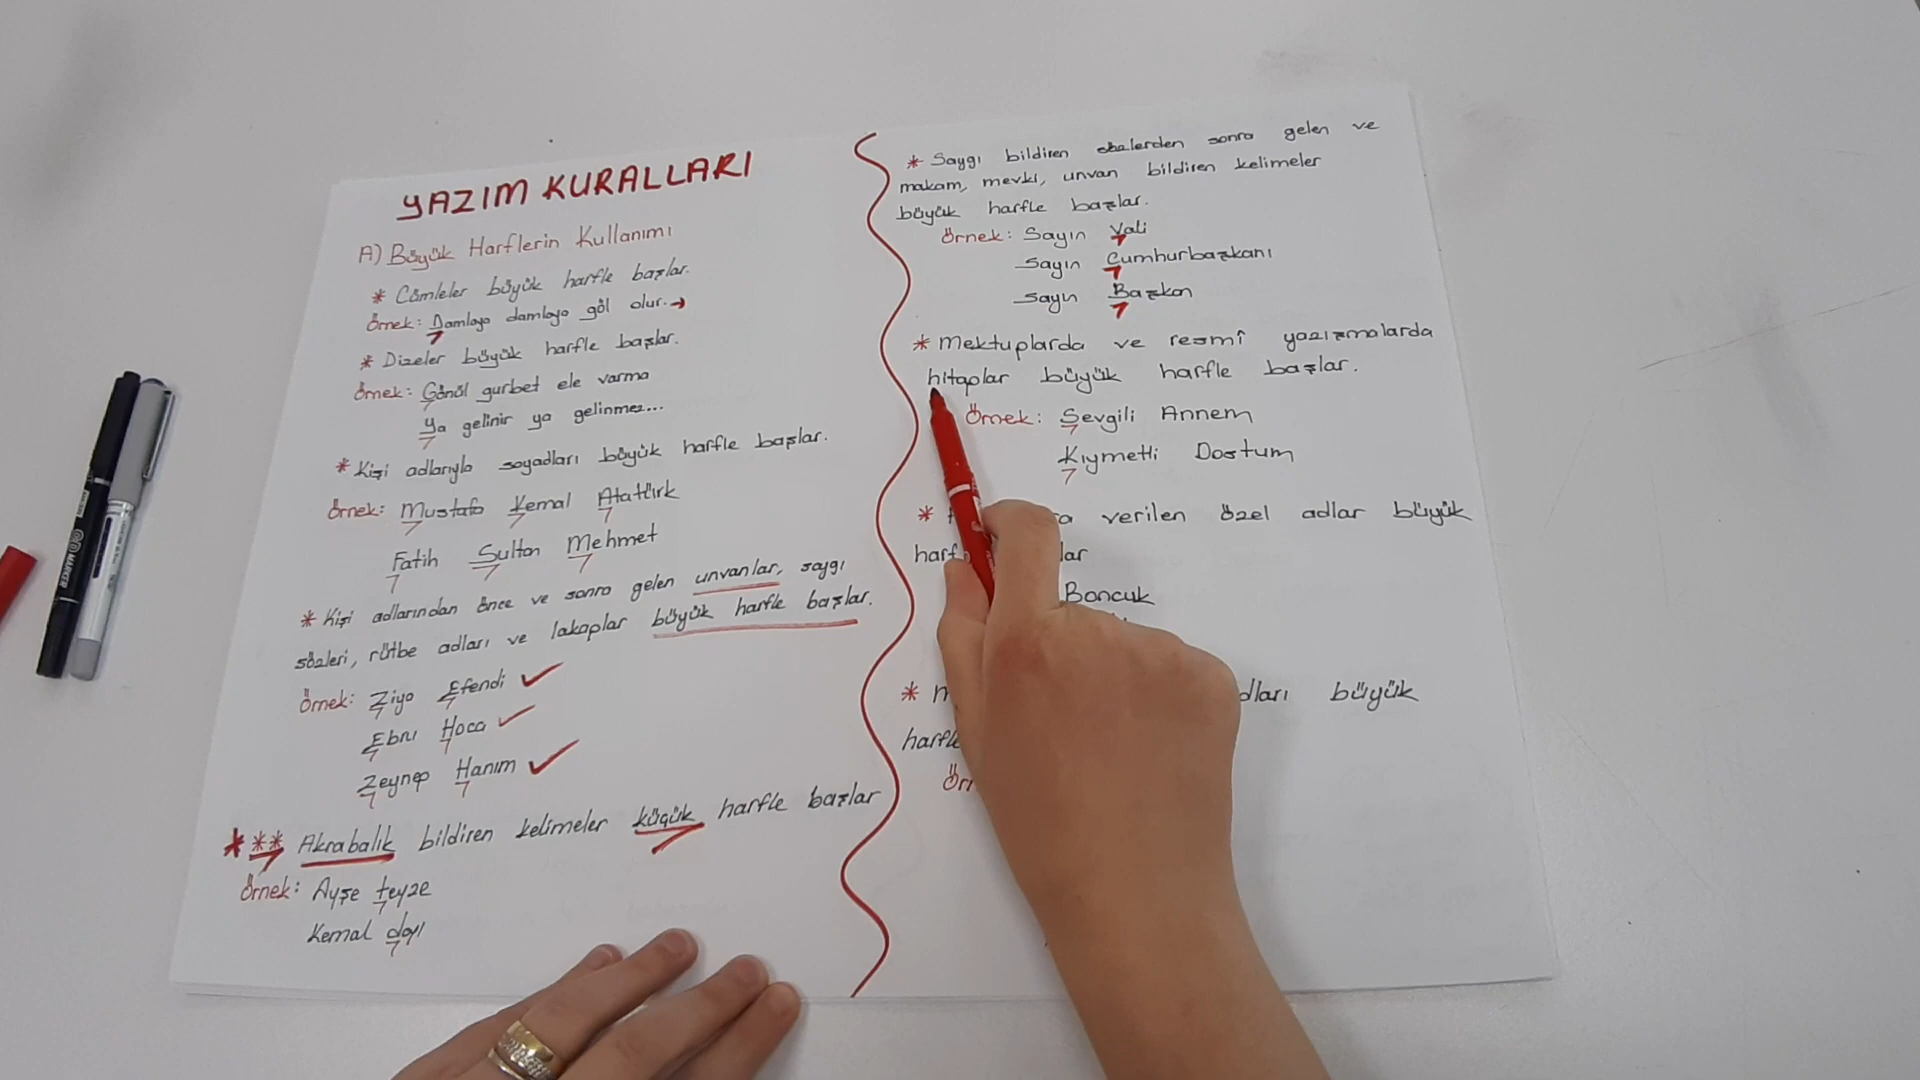 YAZIM KURALLARI
A) Büyük Harflerin Kullanımı
* Cümleler büyük harfle başlar.
Örnek: Damlaya damlaya göl olur.
* Dizeler büyük harfle başlar.
Örnek: Gönül gurbet ele varma
Ya gelinir ya gelinmez...
* Kişi adlarıyla soyadları büyük harfle başlar.
Örnek: Mustafa Kemal Atatürk
Fatih Sultan Mehmet
* Kişi adlarından önce ve sonra gelen unvanlar, saygı
sözleri, rütbe adları ve lakaplar büyük harfle başlar.
Örnek: Ziya Efendi ✓
Ebru Hoca ✓
Zeynep Hanım ✓
*** Akrabalık bildiren kelimeler küçük harfle başlar
Örnek: Ayşe teyze
Kemal dayı
* Saygı bildiren sözlerden sonra gelen ve
makam, mevki, unvan bildiren kelimeler
büyük harfle başlar.
Örnek: Sayın Vali
Sayın Cumhurbaşkanı
Sayın Başkan
* Mektuplarda ve resmî yazışmalarda
hitaplar büyük harfle başlar.
Örnek: Sevgili Annem
Kıymetli Dostum
* verilen özel adlar büyük
Boncuk
* büyük